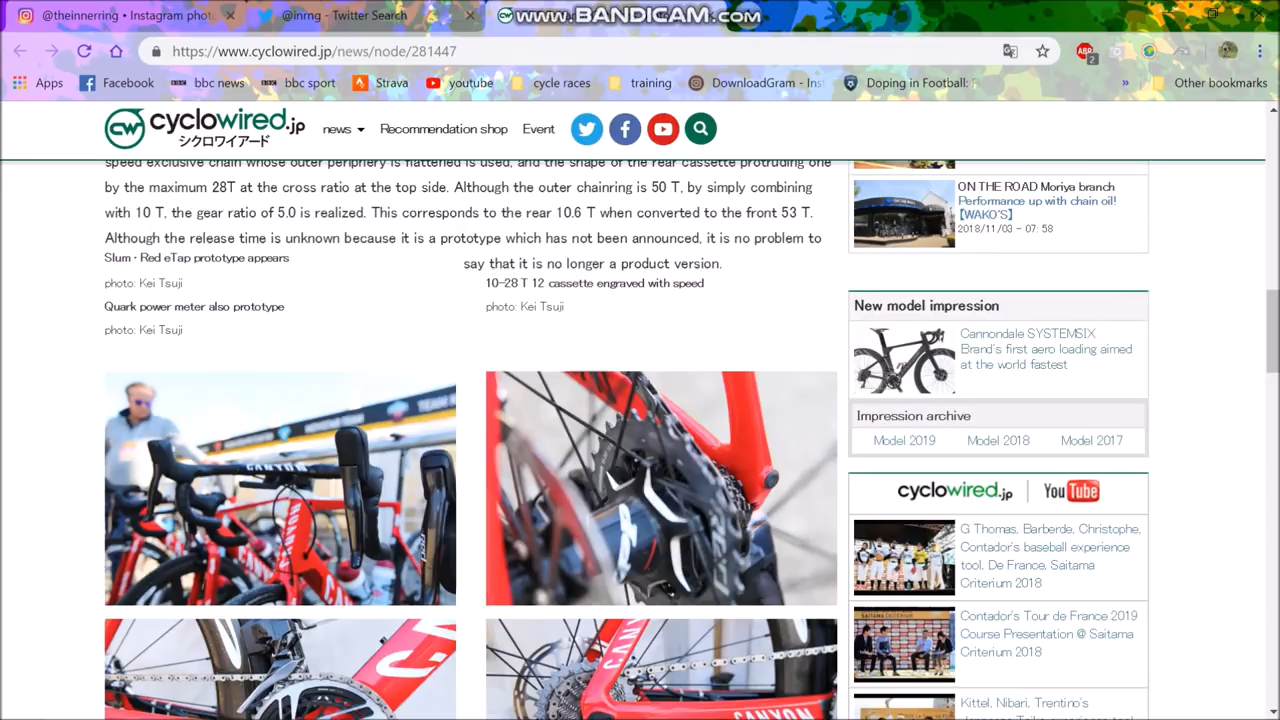 @theinnerring • Instagram phot
@inrng - Twitter Search
www.BANDICAM.com
https://www.cyclowired.jp/news/node/281447
ABP
2
Apps
Facebook
bbc news
bbc sport
Strava
youtube
cycle races
training
DownloadGram - Inst
Doping in Football:
»
Other bookmarks
cw cyclowired.jp
シクロワイアード
news
Recommendation shop
Event
speed exclusive chain whose outer periphery is flattened is used, and the shape of the rear cassette protruding one
by the maximum 28T at the cross ratio at the top side. Although the outer chainring is 50 T, by simply combining
with 10 T, the gear ratio of 5.0 is realized. This corresponds to the rear 10.6 T when converted to the front 53 T.
Although the release time is unknown because it is a prototype which has not been announced, it is no problem to
say that it is no longer a product version.
Slum · Red eTap prototype appears
photo: Kei Tsuji
10-28 T 12 cassette engraved with speed
photo: Kei Tsuji
Quark power meter also prototype
photo: Kei Tsuji
CANYON
CANYON
CANYON
ON THE ROAD Moriya branch
Performance up with chain oil!
【WAKO'S】
2018/11/03 - 07: 58
New model impression
Cannondale SYSTEMSIX
Brand's first aero loading aimed
at the world fastest
Impression archive
Model 2019
Model 2018
Model 2017
cyclowired.jp | YouTube
G Thomas, Barberde, Christophe,
Contador's baseball experience
tool. De France, Saitama
Criterium 2018
Contador's Tour de France 2019
Course Presentation @ Saitama
Criterium 2018
Kittel, Nibari, Trentino's